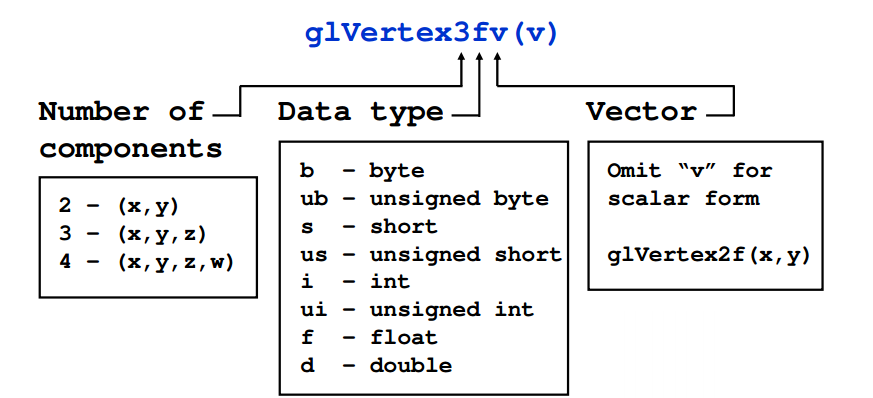 glVertex3fv(v)
Number of
components
2 – (x,y)
3 – (x,y,z)
4 – (x,y,z,w)
Data type
b – byte
ub – unsigned byte
s – short
us – unsigned short
i – int
ui – unsigned int
f – float
d – double
Vector
Omit “v” for
scalar form
glVertex2f(x,y)